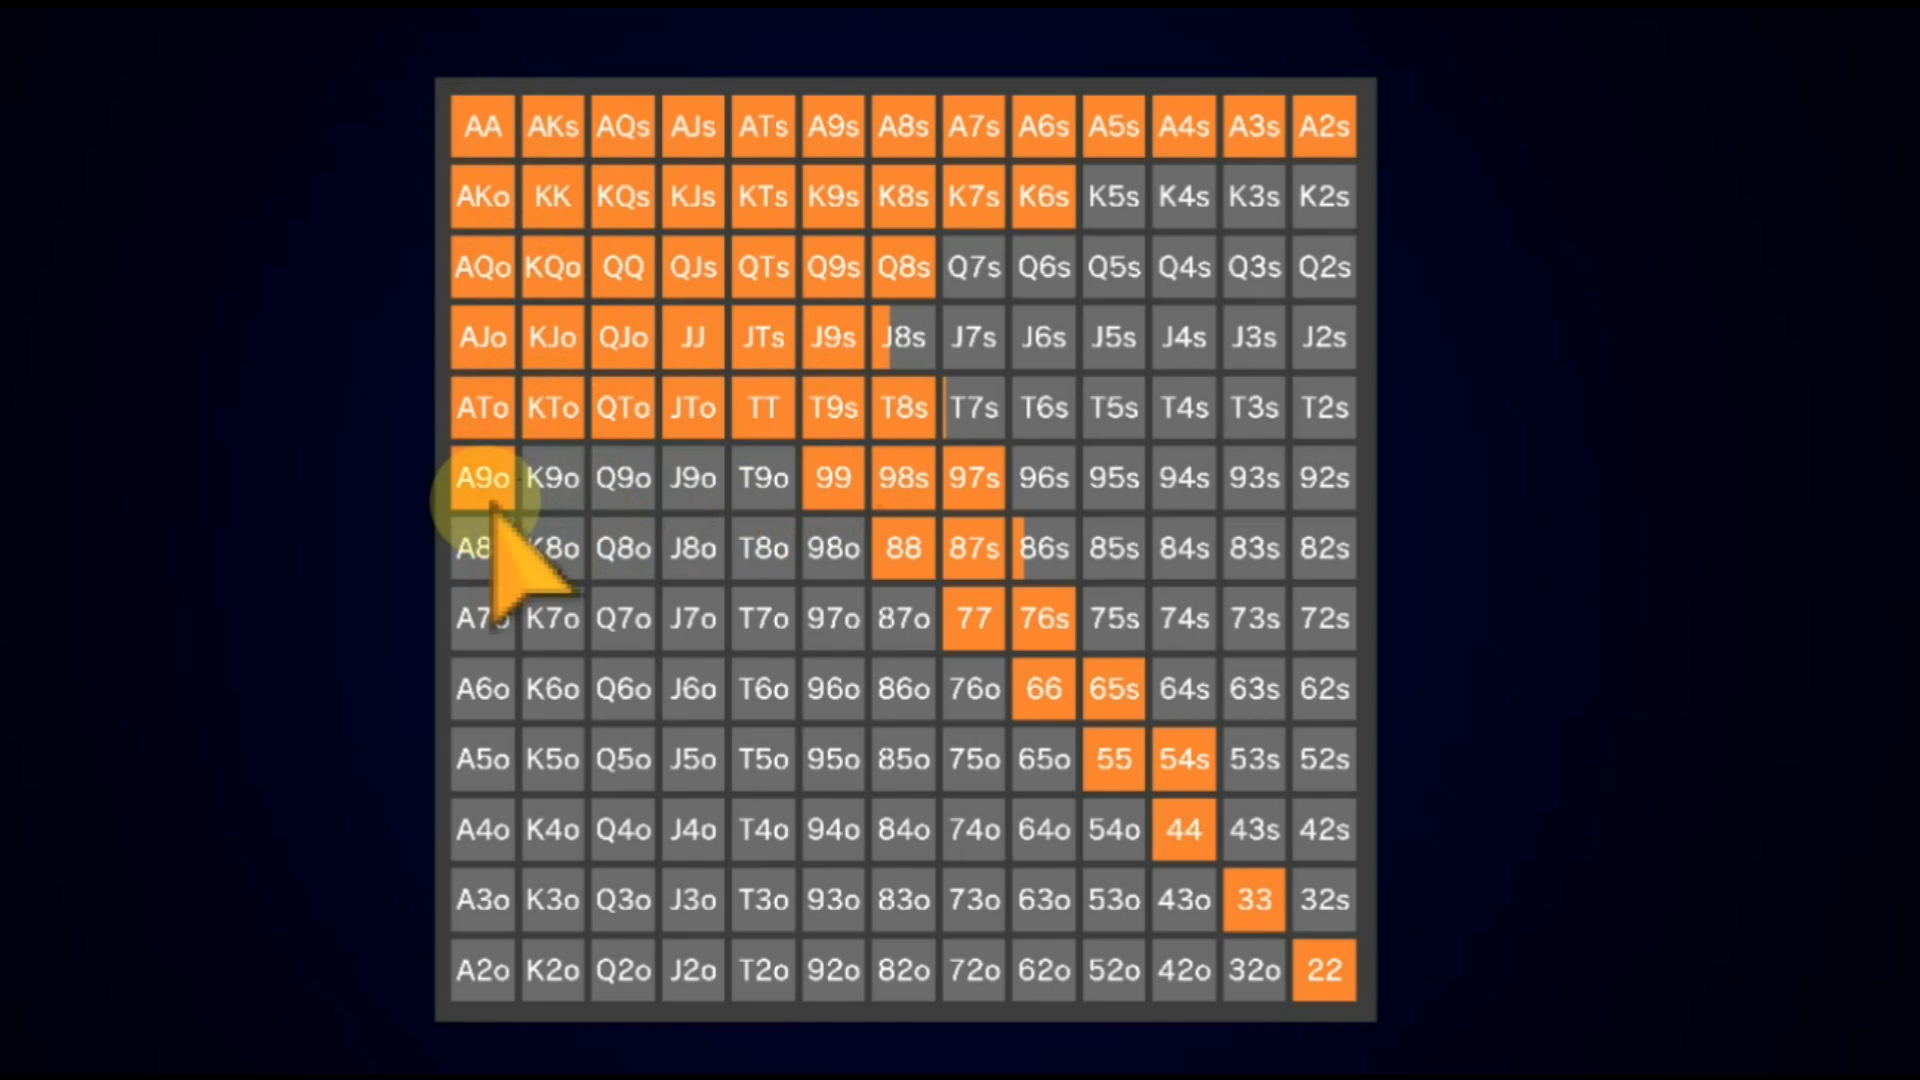 AA AKs AQs AJs ATs A9s A8s A7s A6s A5s A4s A3s A2s
AKo KK KQs KJs KTs K9s K8s K7s K6s K5s K4s K3s K2s
AQo KQo QQ QJs QTs Q9s Q8s Q7s Q6s Q5s Q4s Q3s Q2s
AJo KJo QJo JJ JTs J9s J8s J7s J6s J5s J4s J3s J2s
ATo KTo QTo JTo TT T9s T8s T7s T6s T5s T4s T3s T2s
A9o K9o Q9o J9o T9o 99 98s 97s 96s 95s 94s 93s 92s
A8 K8o Q8o J8o T8o 98o 88 87s 86s 85s 84s 83s 82s
A7o K7o Q7o J7o T7o 97o 87o 77 76s 75s 74s 73s 72s
A6o K6o Q6o J6o T6o 96o 86o 76o 66 65s 64s 63s 62s
A5o K5o Q5o J5o T5o 95o 85o 75o 65o 55 54s 53s 52s
A4o K4o Q4o J4o T4o 94o 84o 74o 64o 54o 44 43s 42s
A3o K3o Q3o J3o T3o 93o 83o 73o 63o 53o 43o 33 32s
A2o K2o Q2o J2o T2o 92o 82o 72o 62o 52o 42o 32o 22